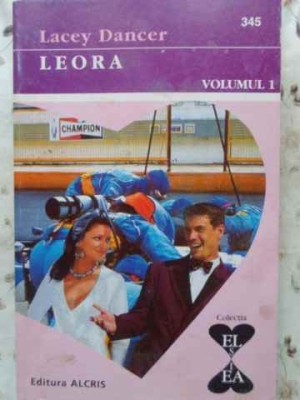 345
Lacey Dancer
LEORA
VOLUMUL 1
CHAMPION
Colecția
EL
ȘI
EA
Editura ALCRIS